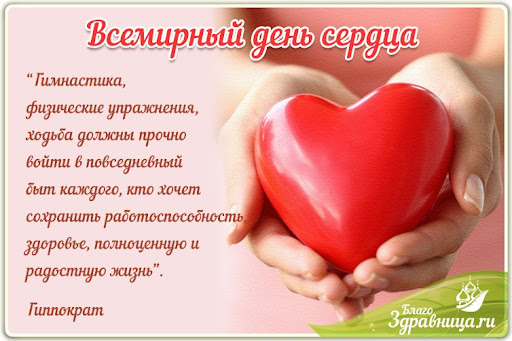 Всемирный день сердца
“Гимнастика,
физические упражнения,
ходьба должны прочно
войти в повседневный
быт каждого, кто хочет
сохранить работоспособность,
здоровье, полноценную и
радостную жизнь”.
Гиппократ
Благо
Здравница.ru